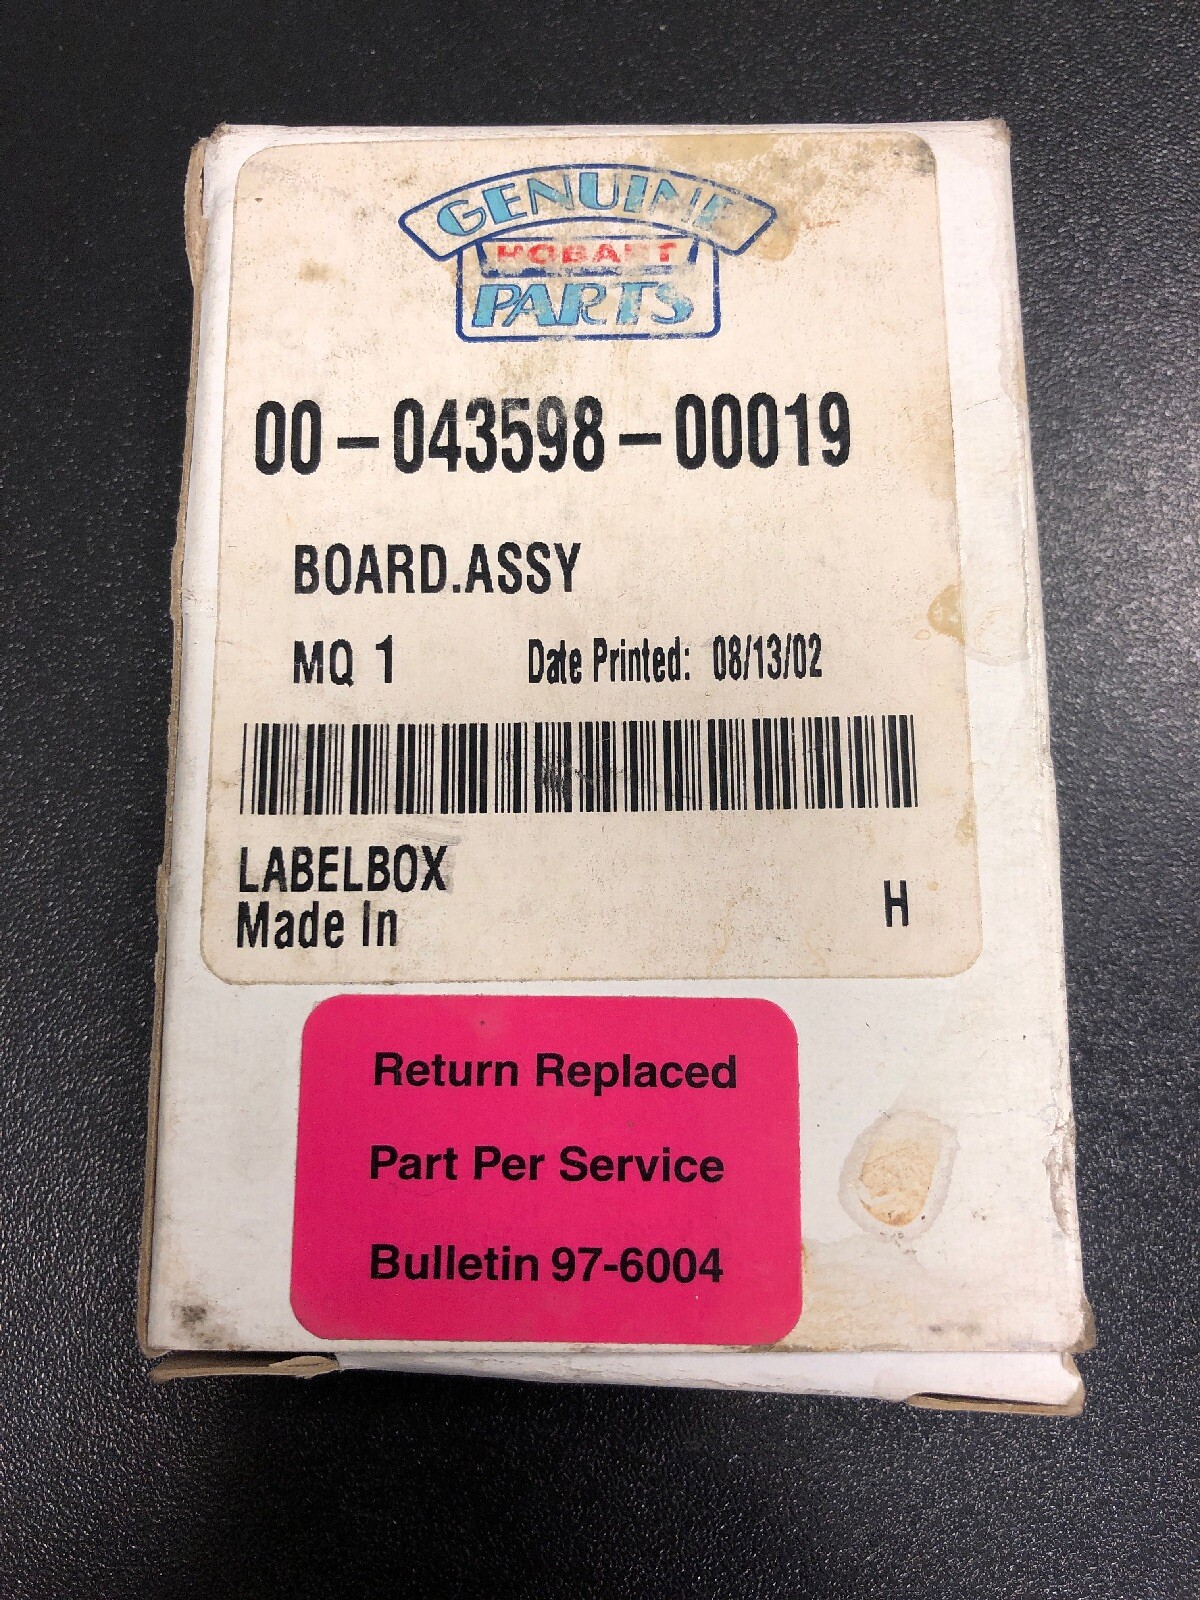 GENUINE
HOBART
PARTS
00-043598-00019
BOARD.ASSY
MQ 1 Date Printed: 08/13/02
LABELBOX
Made In H
Return Replaced
Part Per Service
Bulletin 97-6004